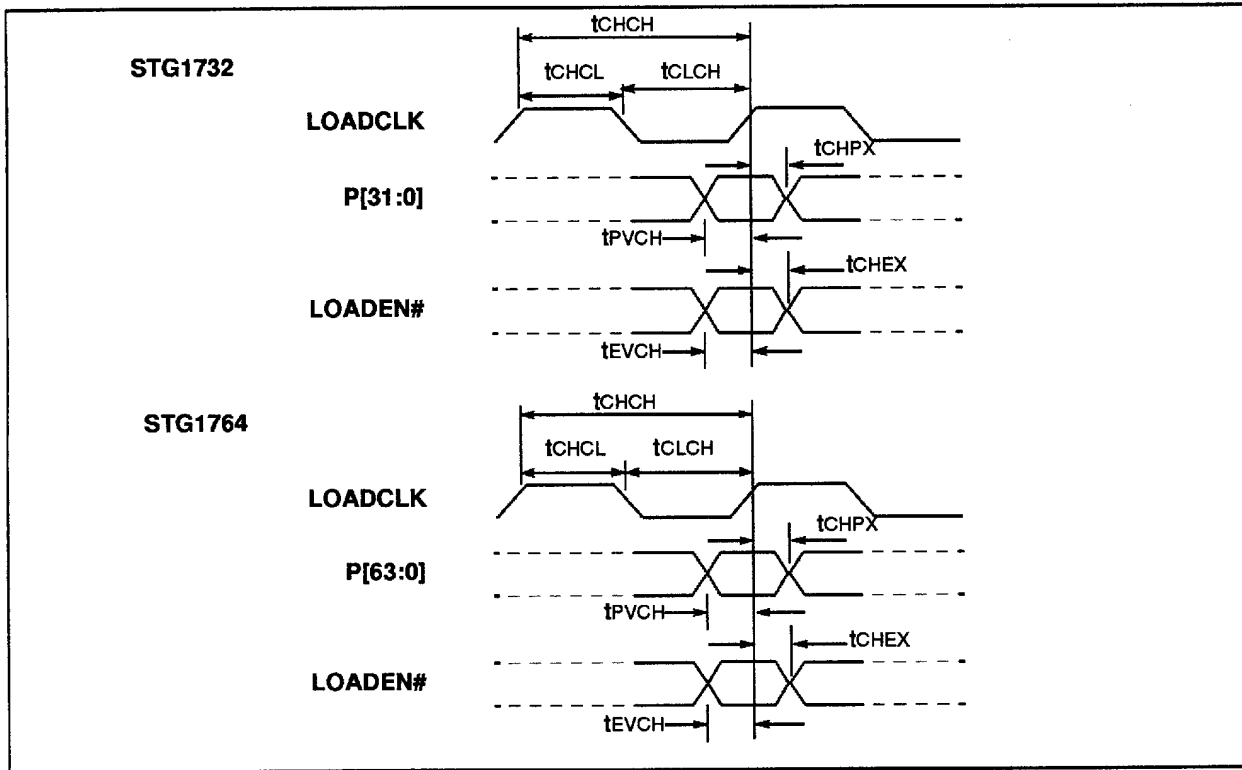 tCHCH
STG1732
tCHCL tCLCH
LOADCLK
tCHPX
P[31:0]
tPVCH
tCHEX
LOADEN#
tEVCH
tCHCH
STG1764
tCHCL tCLCH
LOADCLK
tCHPX
P[63:0]
tPVCH
tCHEX
LOADEN#
tEVCH